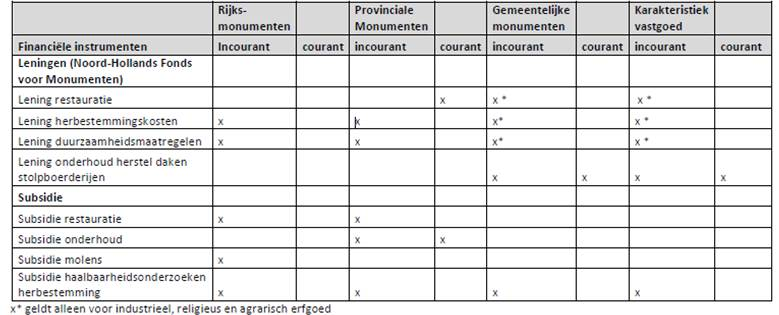 Rijks- Provinciale Gemeentelijke Karakteristiek
monumenten Monumenten monumenten vastgoed
Financiële instrumenten Incourant courant incourant courant incourant courant incourant courant
Leningen (Noord-Hollands Fonds
voor Monumenten)
Lening restauratie x x * x *
Lening herbestemmingskosten x x x* x *
Lening duurzaamheidsmaatregelen x x x* x *
Lening onderhoud herstel daken
stolpboerderijen x x x x
Subsidie
Subsidie restauratie x x
Subsidie onderhoud x x
Subsidie molens x
Subsidie haalbaarheidsonderzoeken
herbestemming x x x x
x* geldt alleen voor industrieel, religieus en agrarisch erfgoed